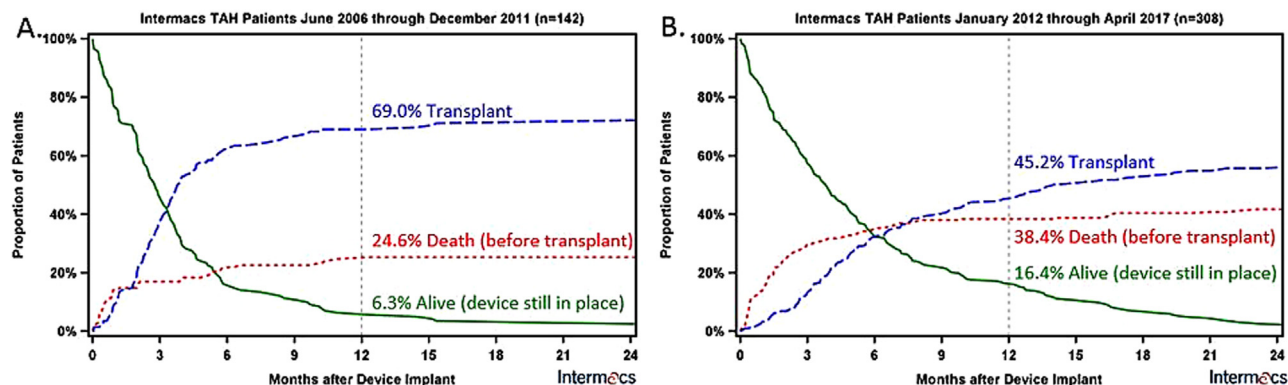 A.
Intermacs TAH Patients June 2006 through December 2011 (n=142)
Proportion of Patients
100%
80%
60%
40%
20%
0%
69.0% Transplant
24.6% Death (before transplant)
6.3% Alive (device still in place)
0 3 6 9 12 15 18 21 24
Months after Device Implant
Intermacs
B.
Intermacs TAH Patients January 2012 through April 2017 (n=308)
Proportion of Patients
100%
80%
60%
40%
20%
0%
45.2% Transplant
38.4% Death (before transplant)
16.4% Alive (device still in place)
0 3 6 9 12 15 18 21 24
Months after Device Implant
Intermacs